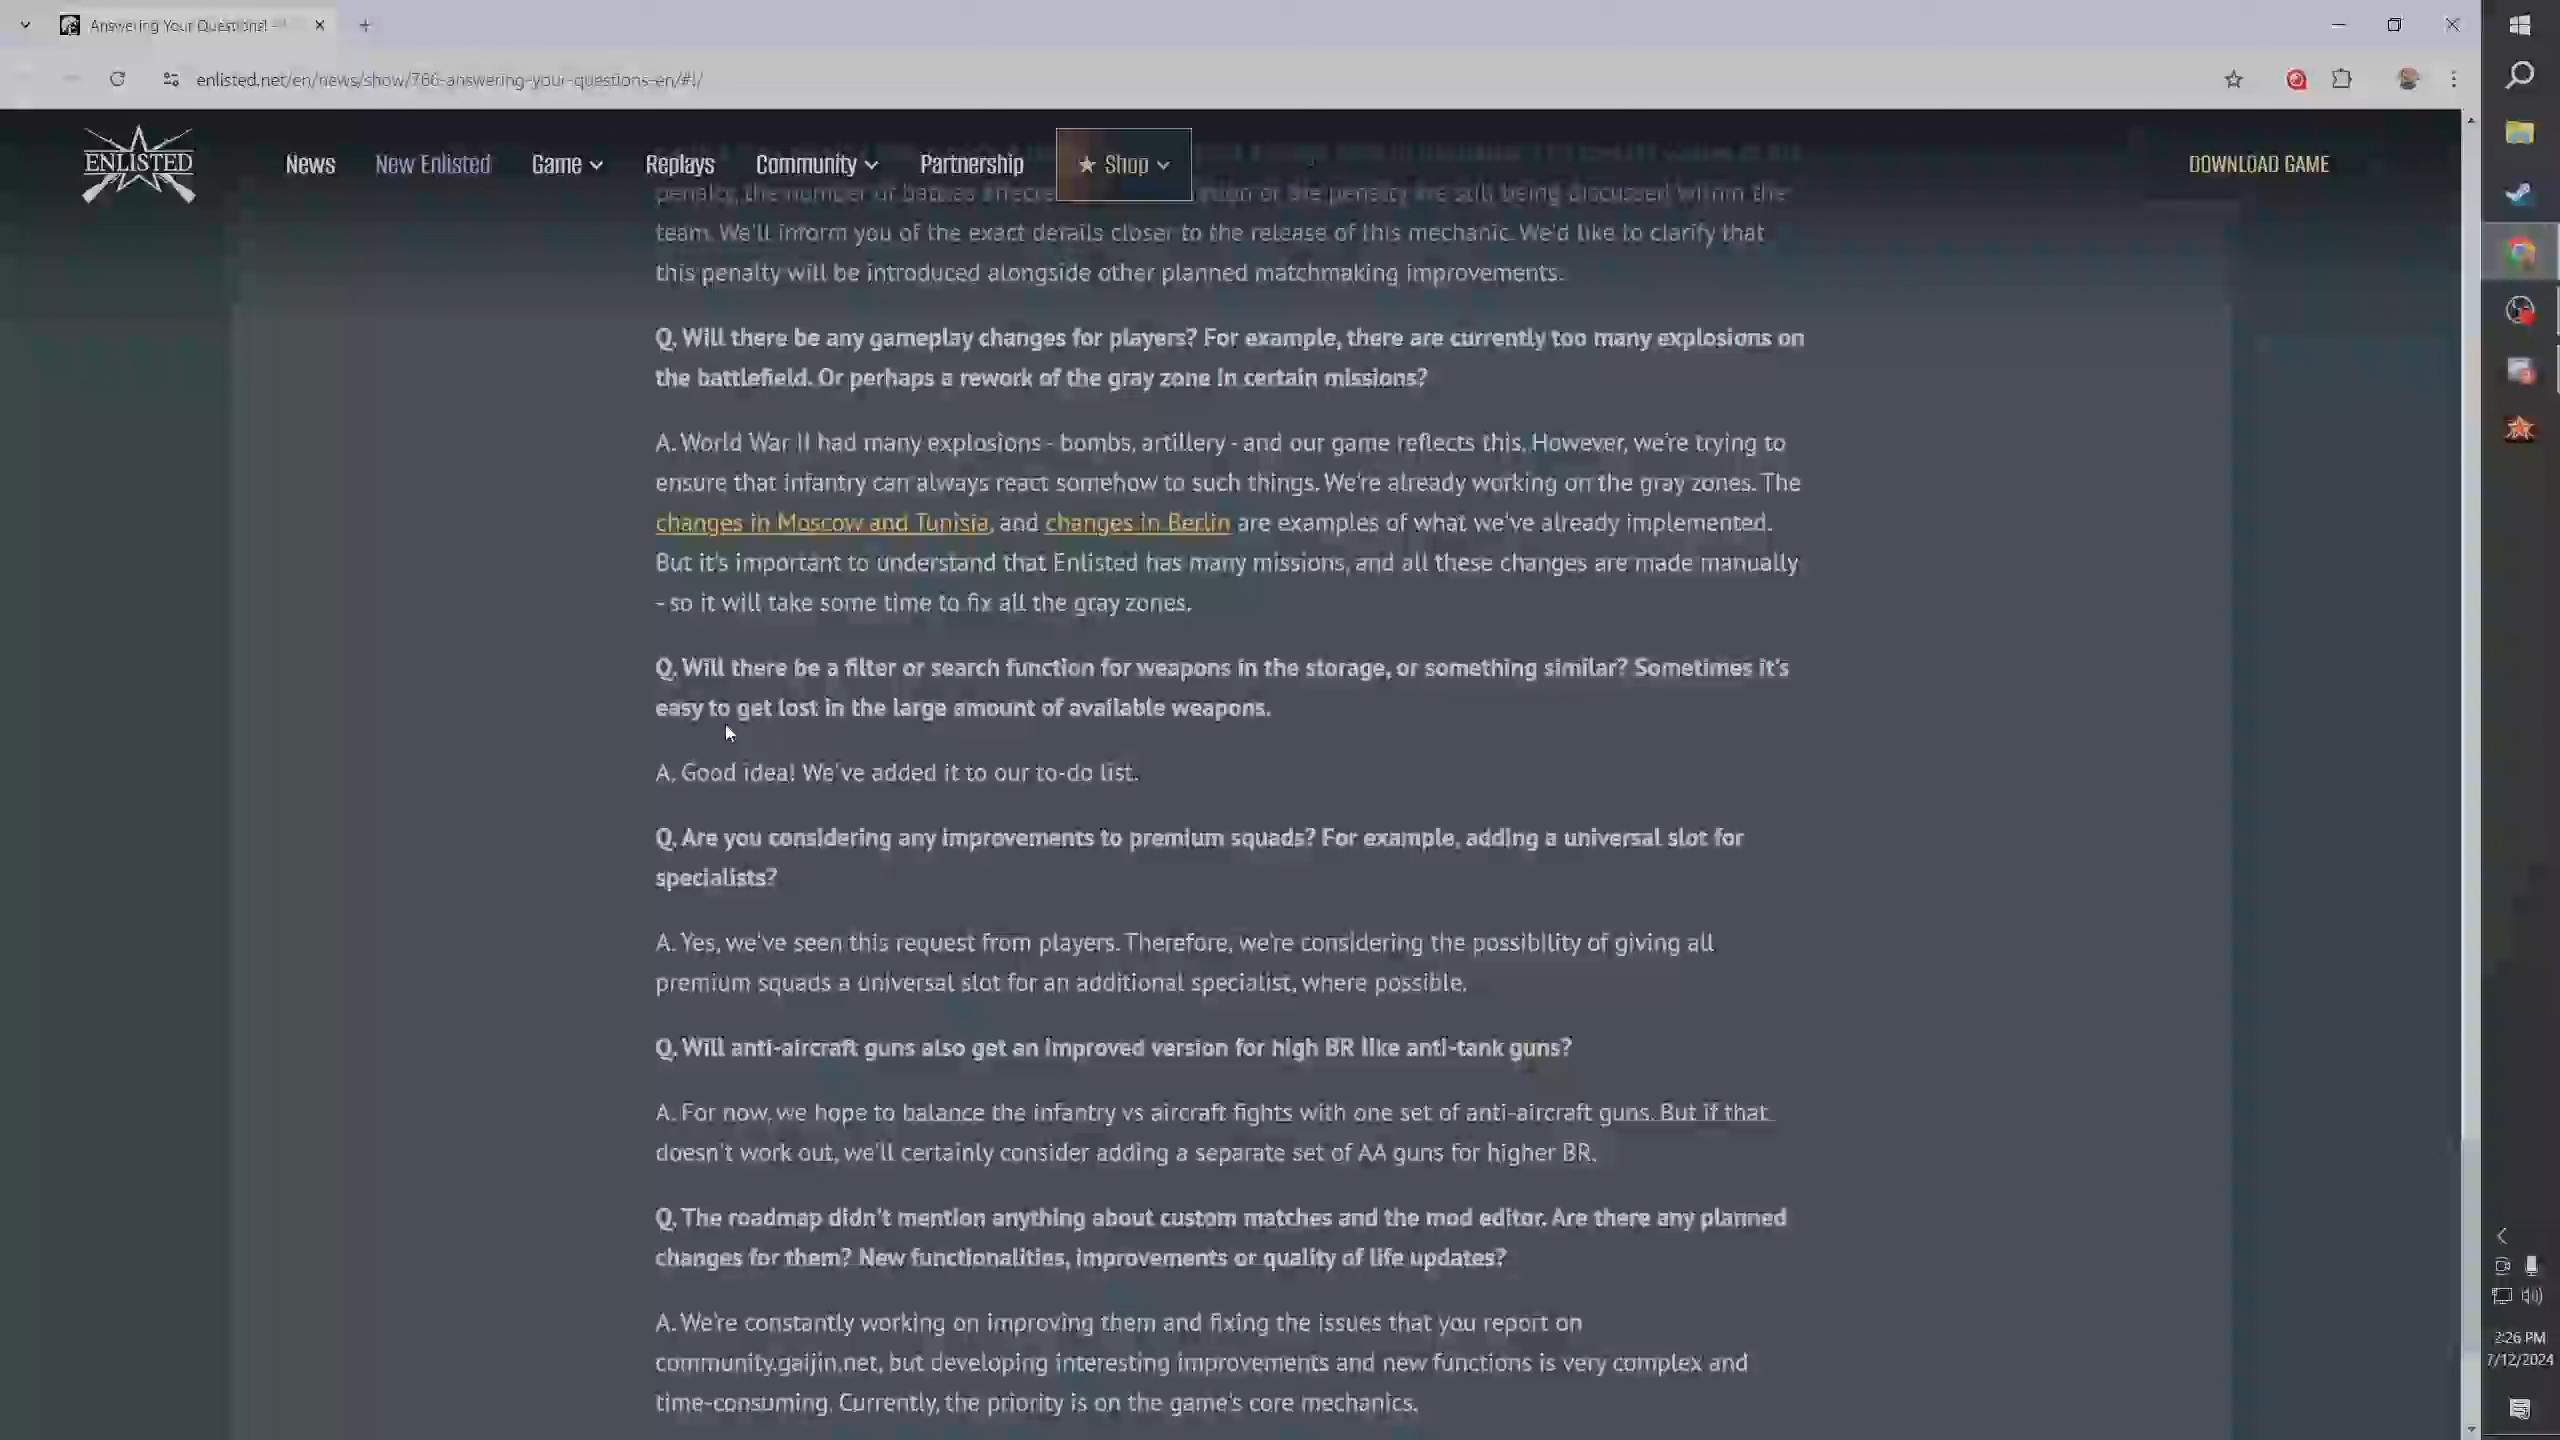 Answering Your Questions! -
enlisted.net/en/news/show/766-answering-your-questions-en/#!/
ENLISTED
News
New Enlisted
Game
Replays
Community
Partnership
★ Shop
DOWNLOAD GAME
penalty, the number of battles of the penalty are still being discussed within the
team. We'll inform you of the exact details closer to the release of this mechanic. We'd like to clarify that
this penalty will be introduced alongside other planned matchmaking improvements.
Q. Will there be any gameplay changes for players? For example, there are currently too many explosions on
the battlefield. Or perhaps a rework of the gray zone in certain missions?
A. World War II had many explosions - bombs, artillery - and our game reflects this. However, we're trying to
ensure that infantry can always react somehow to such things. We're already working on the gray zones. The
changes in Moscow and Tunisia, and changes in Berlin are examples of what we've already implemented.
But it's important to understand that Enlisted has many missions, and all these changes are made manually
- so it will take some time to fix all the gray zones.
Q. Will there be a filter or search function for weapons in the storage, or something similar? Sometimes it's
easy to get lost in the large amount of available weapons.
A. Good idea! We've added it to our to-do list.
Q. Are you considering any improvements to premium squads? For example, adding a universal slot for
specialists?
A. Yes, we've seen this request from players. Therefore, we're considering the possibility of giving all
premium squads a universal slot for an additional specialist, where possible.
Q. Will anti-aircraft guns also get an improved version for high BR like anti-tank guns?
A. For now, we hope to balance the infantry vs aircraft fights with one set of anti-aircraft guns. But if that
doesn't work out, we'll certainly consider adding a separate set of AA guns for higher BR.
Q. The roadmap didn't mention anything about custom matches and the mod editor. Are there any planned
changes for them? New functionalities, improvements or quality of life updates?
A. We're constantly working on improving them and fixing the issues that you report on
community.gaijin.net, but developing interesting improvements and new functions is very complex and
time-consuming. Currently, the priority is on the game's core mechanics.
2:26 PM
7/12/2024